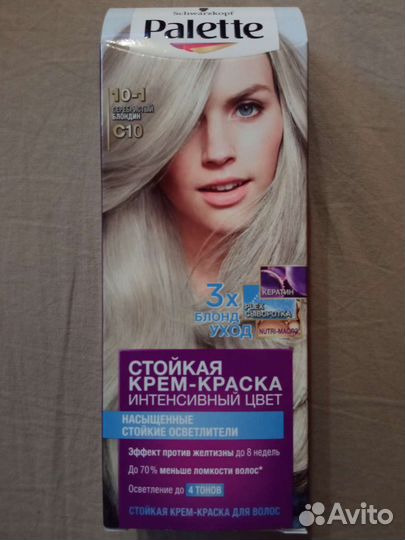 Schwarzkopf
Palette
10-1
СЕРЕБРИСТЫЙ
БЛОНДИН
C10
3x
БЛОНД
УХОД
КЕРАТИН
PLEX
СЫВОРОТКА
NUTRI-МАСЛО
СТОЙКАЯ
КРЕМ-КРАСКА
ИНТЕНСИВНЫЙ ЦВЕТ
НАСЫЩЕННЫЕ
СТОЙКИЕ ОСВЕТЛИТЕЛИ
Эффект против желтизны до 8 недель
До 70% меньше ломкости волос*
Осветление до 4 ТОНОВ
СТОЙКАЯ КРЕМ-КРАСКА ДЛЯ ВОЛОС
Avito